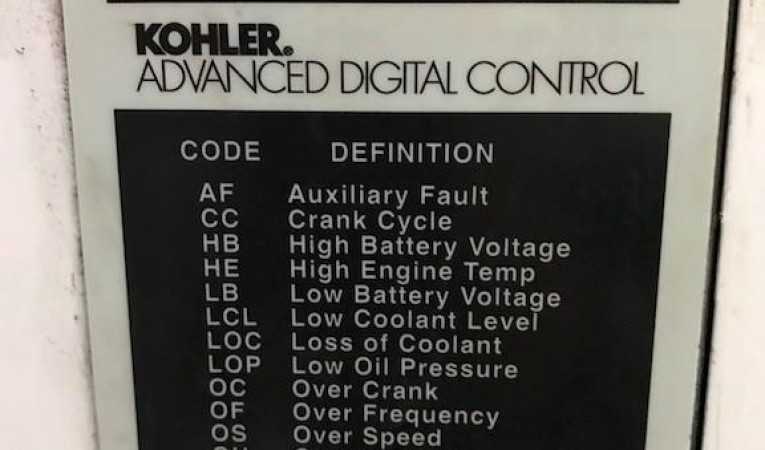 KOHLER®
ADVANCED DIGITAL CONTROL
CODE DEFINITION
AF Auxiliary Fault
CC Crank Cycle
HB High Battery Voltage
HE High Engine Temp
LB Low Battery Voltage
LCL Low Coolant Level
LOC Loss of Coolant
LOP Low Oil Pressure
OC Over Crank
OF Over Frequency
OS Over Speed